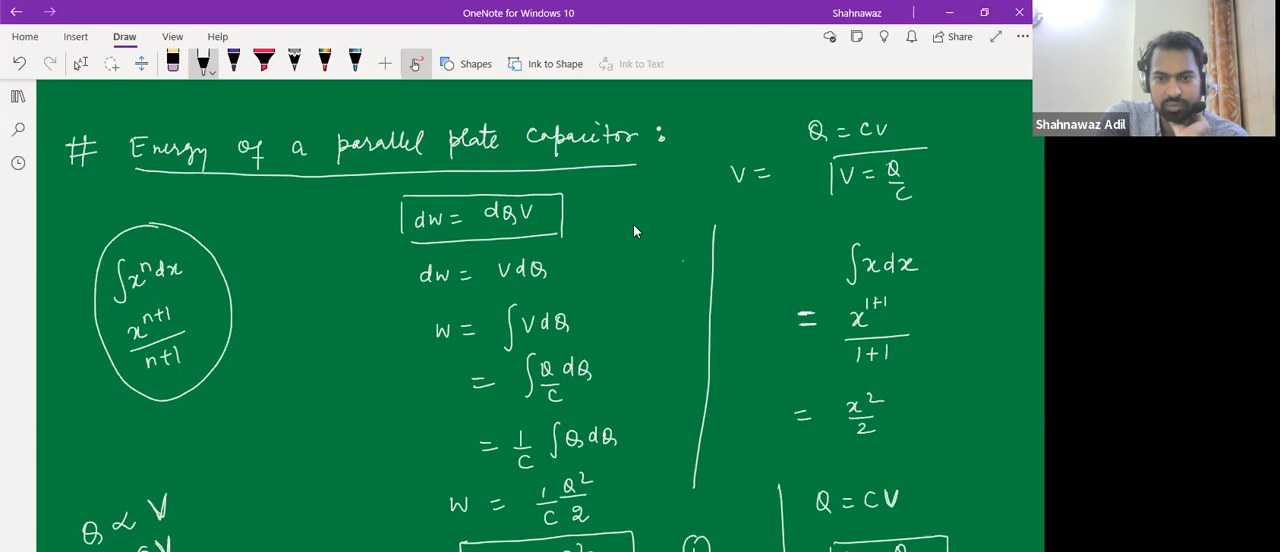 OneNote for Windows 10
Shahnawaz
Home Insert Draw View Help
Share
Shapes Ink to Shape Ink to Text
Shahnawaz Adil
# Energy of a parallel plate capacitor :
Q = CV
V = V = Q/C
dW = dQ V
dW = V dQ
W = ∫ V dQ
= ∫ Q/C dQ
= 1/C ∫ Q dQ
W = 1/C Q²/2
∫ xⁿ dx
xⁿ⁺¹/n+1
∫ x dx
= x¹⁺¹/1+1
= x²/2
Q ∝ V
Q = CV
①